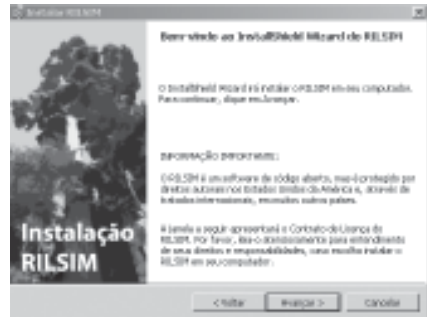 Instalar RILSIM
Bem-vindo ao InstallShield Wizard do RILSIM
O InstallShield Wizard irá instalar o RILSIM em seu computador.
Para continuar, clique em Avançar.
INFORMAÇÃO IMPORTANTE:
O RILSIM é um software de código aberto, mas é protegido por
direitos autorais nos Estados Unidos da América e, através de
tratados internacionais, em muitos outros países.
A janela a seguir apresentará o Contrato de Licença do
RILSIM. Por favor, leia-o atenciosamente para entendimento
de seus direitos e responsabilidades, caso escolha instalar o
RILSIM em seu computador.
Instalação
RILSIM
< Voltar
Avançar >
Cancelar